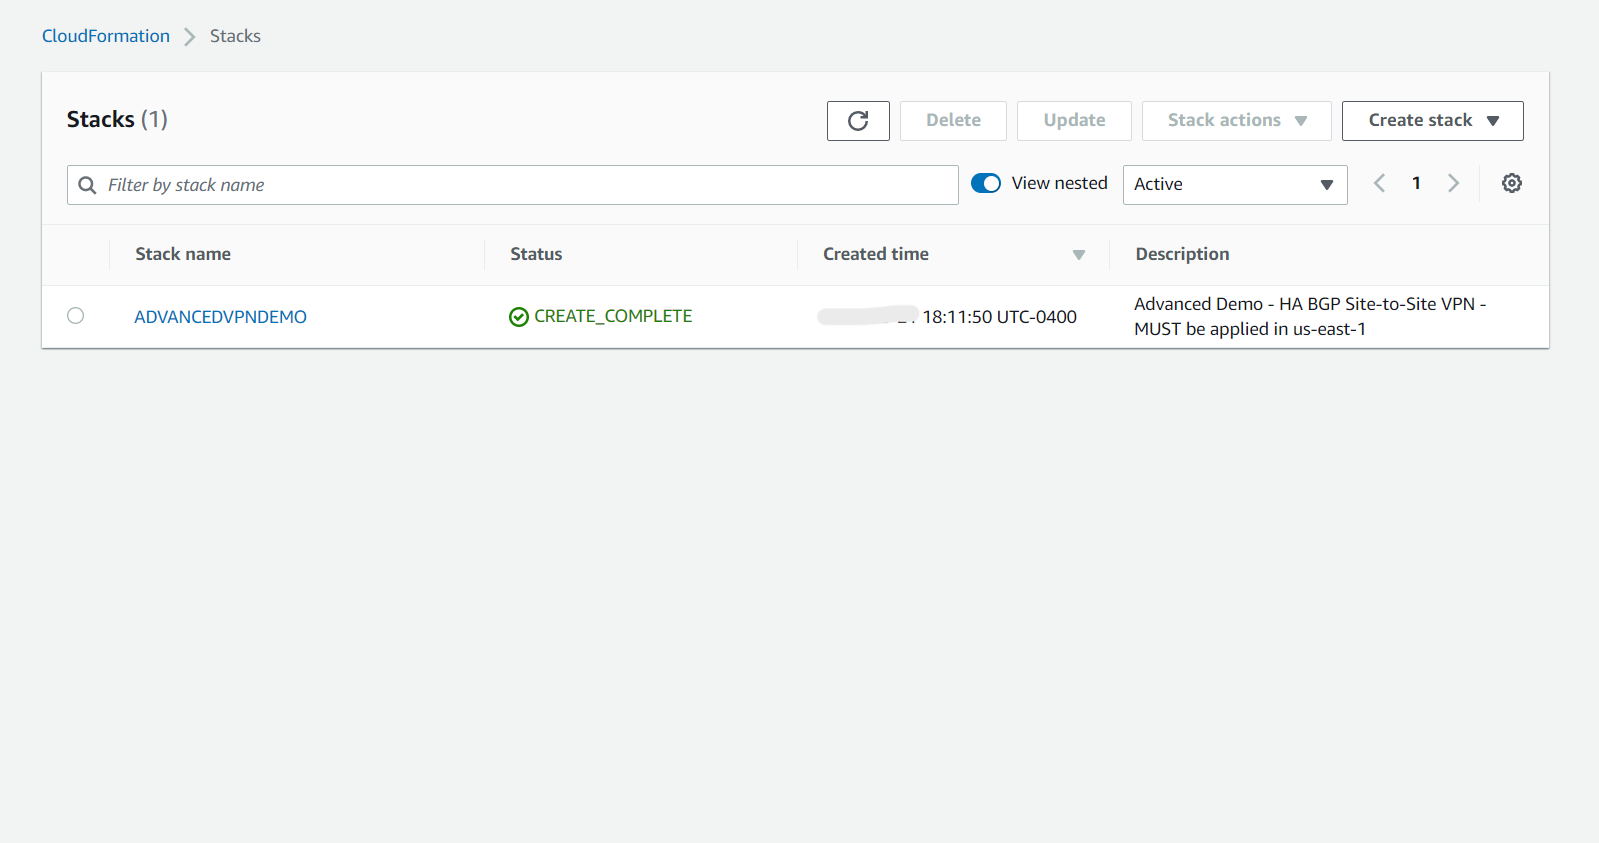 CloudFormation Stacks
Stacks (1)
Delete Update Stack actions Create stack
Filter by stack name View nested Active 1
Stack name Status Created time Description
ADVANCEDVPNDEMO CREATE_COMPLETE 18:11:50 UTC-0400 Advanced Demo - HA BGP Site-to-Site VPN -
MUST be applied in us-east-1